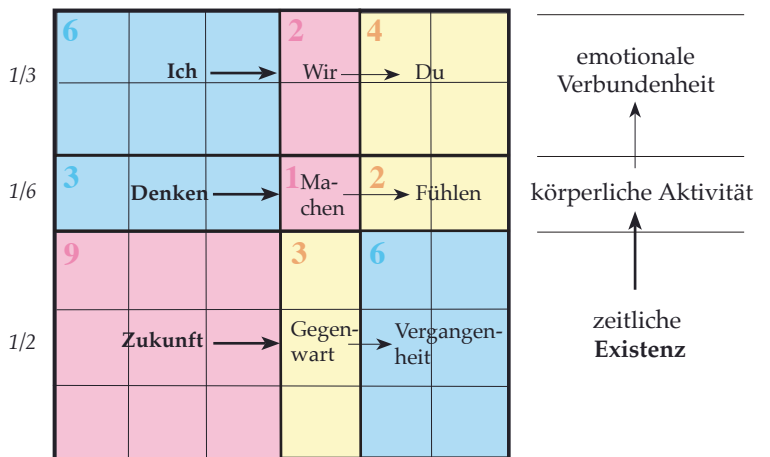 6 2 4
1/3 Ich Wir Du
emotionale
Verbundenheit
3 1 2
1/6 Denken Ma-
chen Fühlen
körperliche Aktivität
9 3 6
1/2 Zukunft Gegen-
wart Vergangen-
heit
zeitliche
Existenz